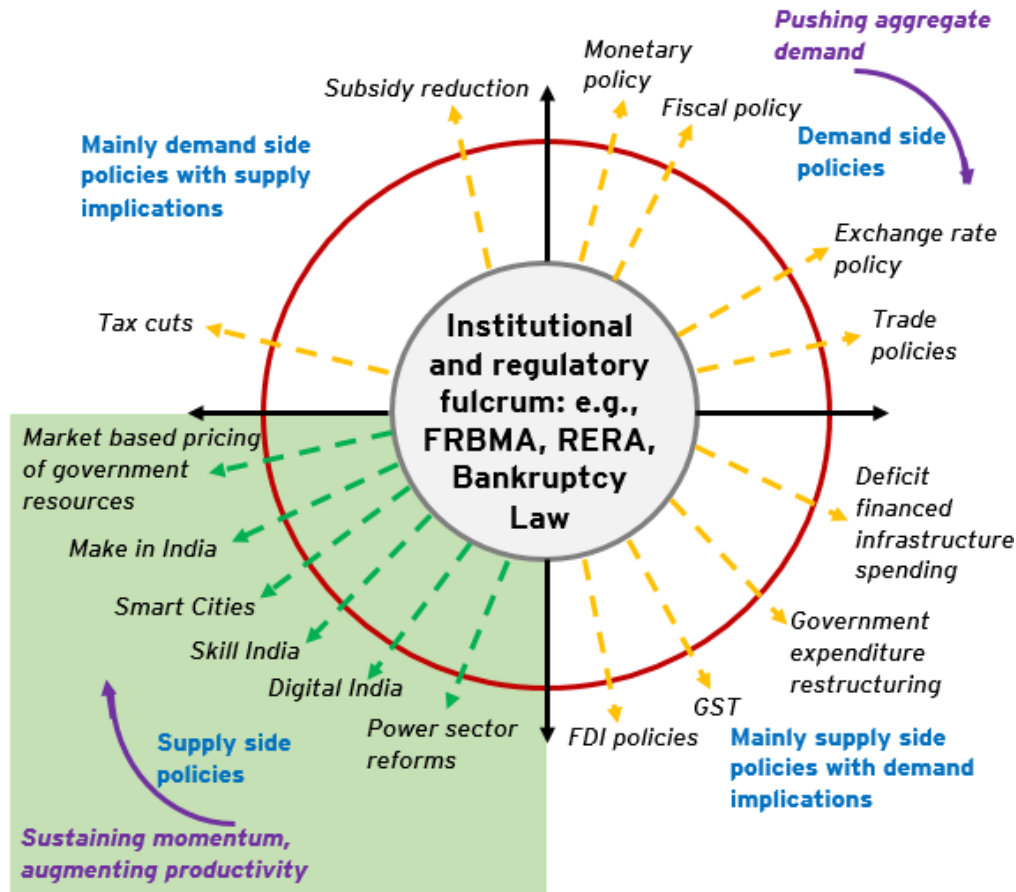 Pushing aggregate
demand
Monetary
policy
Subsidy reduction
Fiscal policy
Mainly demand side
policies with supply
implications
Demand side
policies
Exchange rate
policy
Tax cuts
Trade
policies
Institutional
and regulatory
fulcrum: e.g.,
FRBMA, RERA,
Bankruptcy
Law
Market based pricing
of government
resources
Make in India
Smart Cities
Skill India
Digital India
Power sector
reforms
Deficit
financed
infrastructure
spending
Government
expenditure
restructuring
GST
FDI policies
Supply side
policies
Mainly supply side
policies with demand
implications
Sustaining momentum,
augmenting productivity